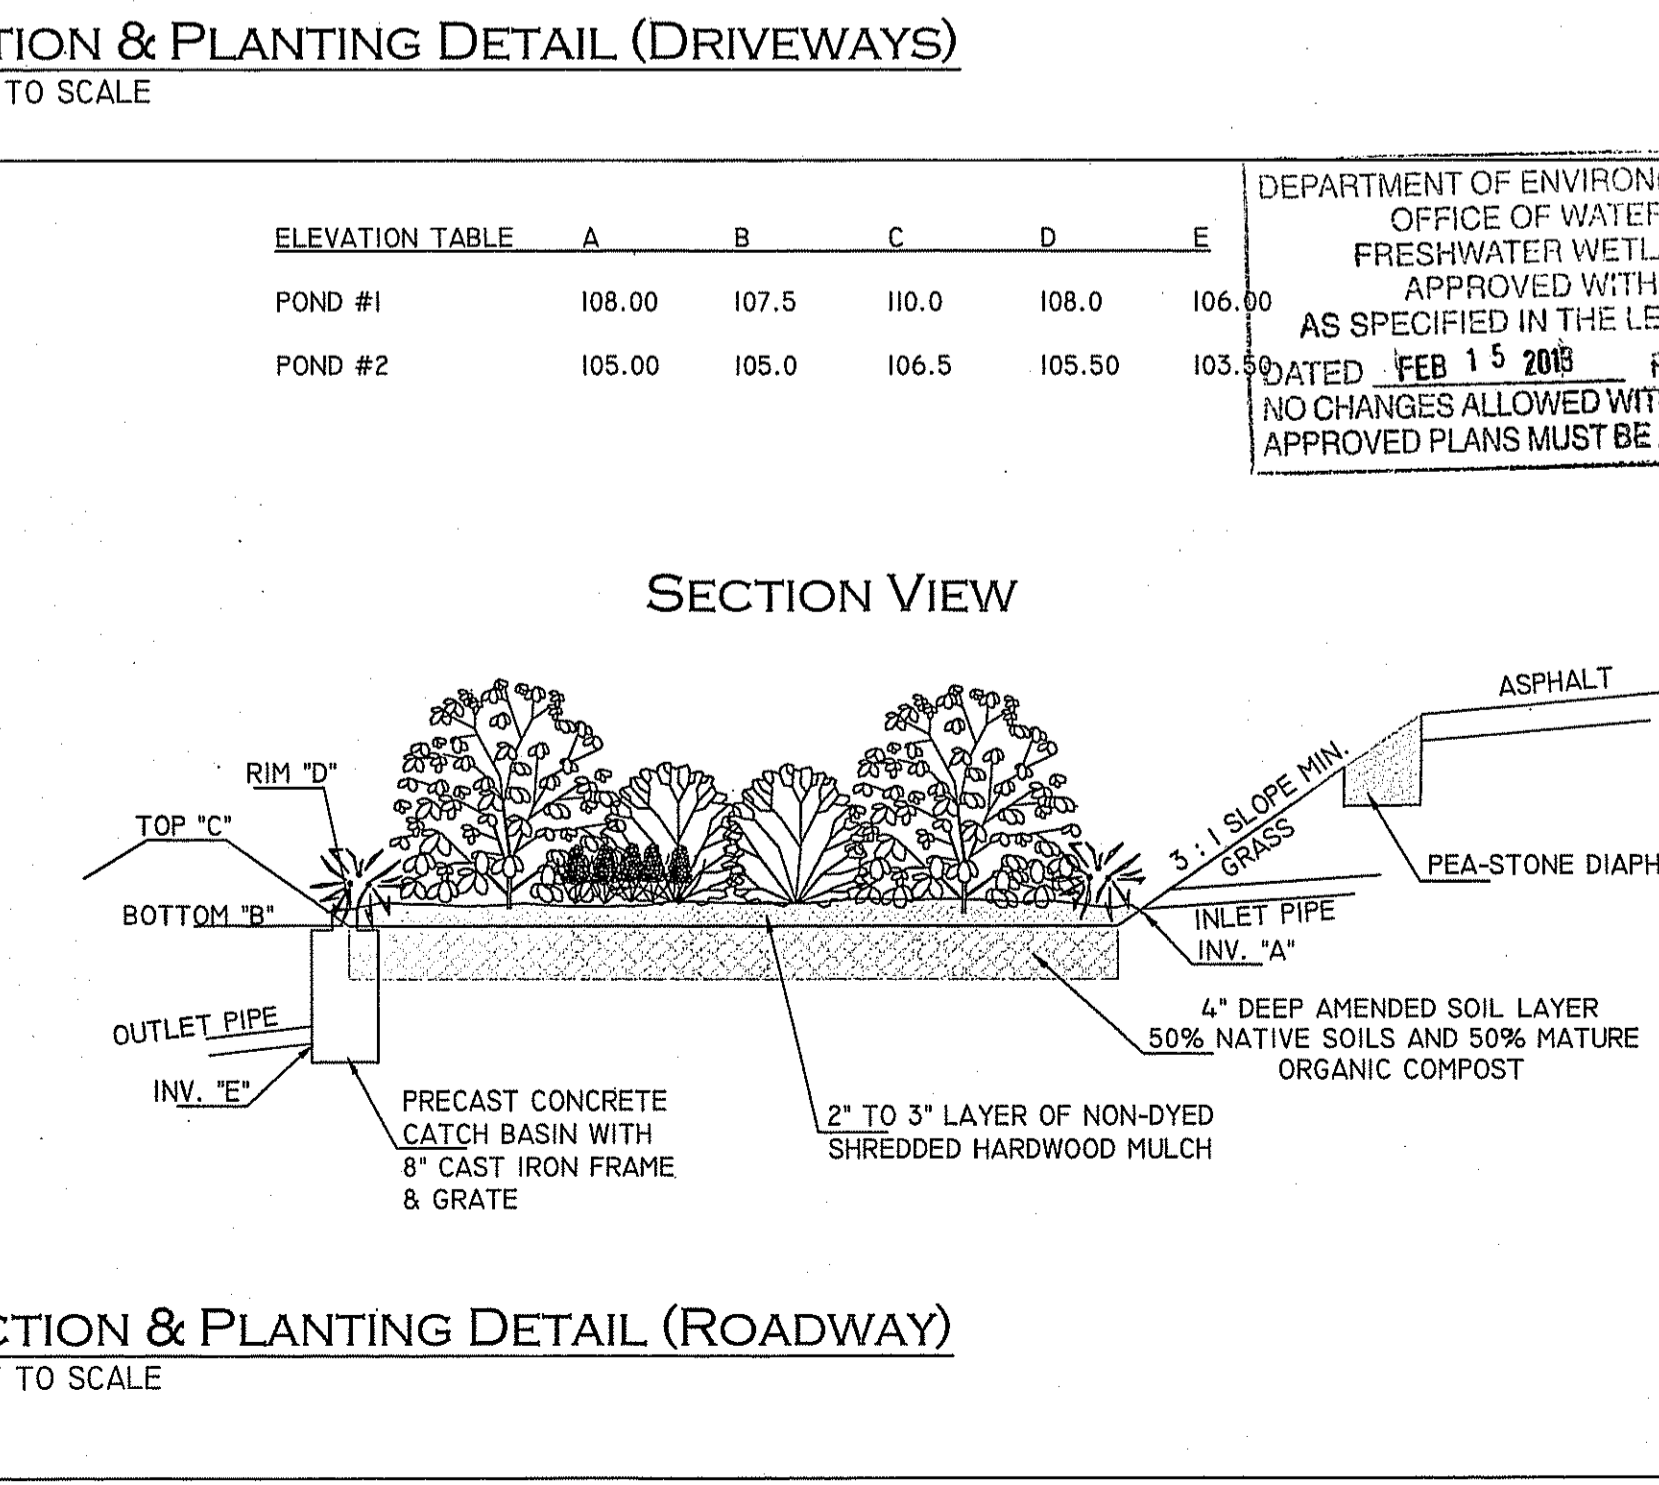 TION & PLANTING DETAIL (DRIVEWAYS)
TO SCALE
ELEVATION TABLE A B C D E
POND #1 108.00 107.5 110.0 108.0 106.00
POND #2 105.00 105.0 106.5 105.50 103.50
DEPARTMENT OF ENVIRON
OFFICE OF WATER
FRESHWATER WETL
APPROVED WITH
AS SPECIFIED IN THE LE
DATED FEB 15
NO CHANGES ALLOWED WIT
APPROVED PLANS MUST BE
SECTION VIEW
ASPHALT
RIM "D"
TOP "C"
3 : 1 SLOPE MIN.
GRASS
PEA-STONE DIAPH
BOTTOM "B"
INLET PIPE
INV. "A"
4" DEEP AMENDED SOIL LAYER
50% NATIVE SOILS AND 50% MATURE
ORGANIC COMPOST
OUTLET PIPE
INV. "E"
PRECAST CONCRETE
CATCH BASIN WITH
8" CAST IRON FRAME
& GRATE
2" TO 3" LAYER OF NON-DYED
SHREDDED HARDWOOD MULCH
CTION & PLANTING DETAIL (ROADWAY)
TO SCALE